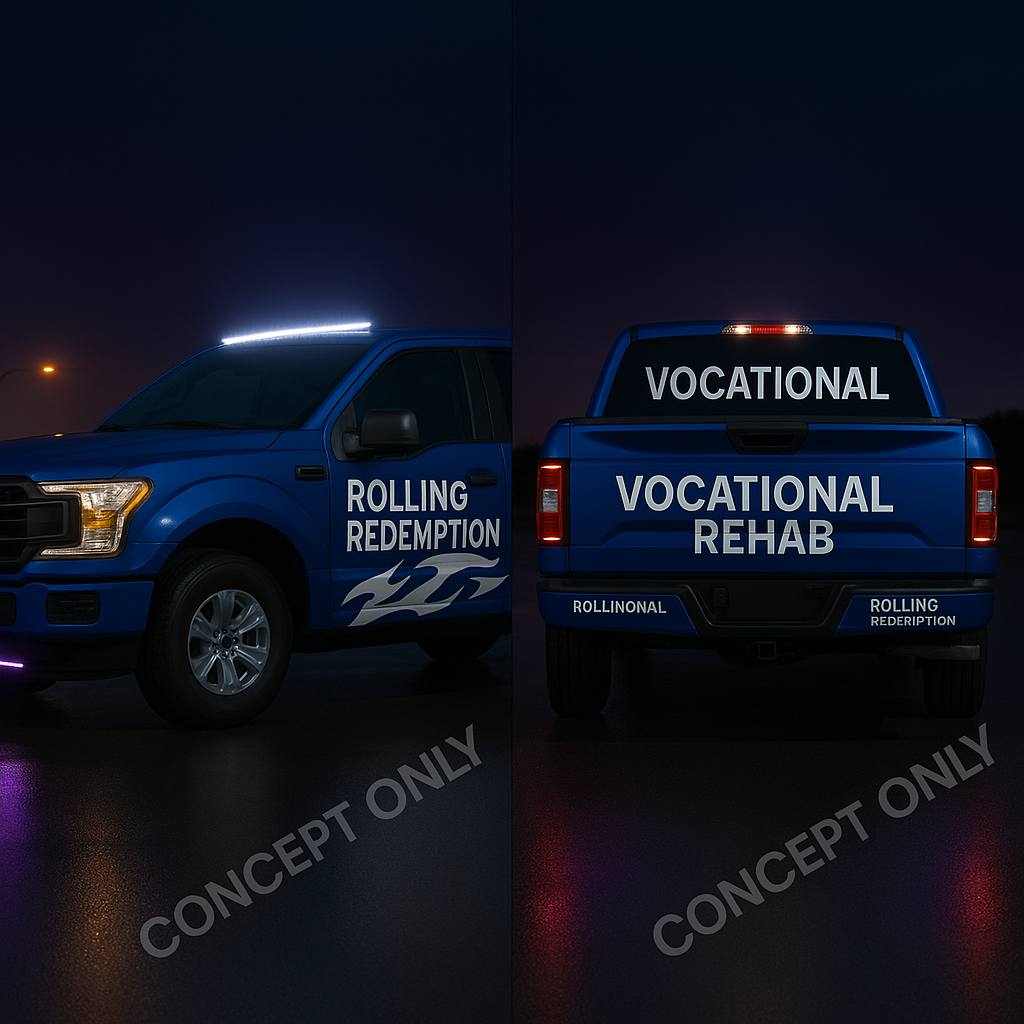 ROLLING
REDEMPTION
CONCEPT ONLY
VOCATIONAL
VOCATIONAL
REHAB
ROLLINONAL
ROLLING
REDERIPTION
CONCEPT ONLY